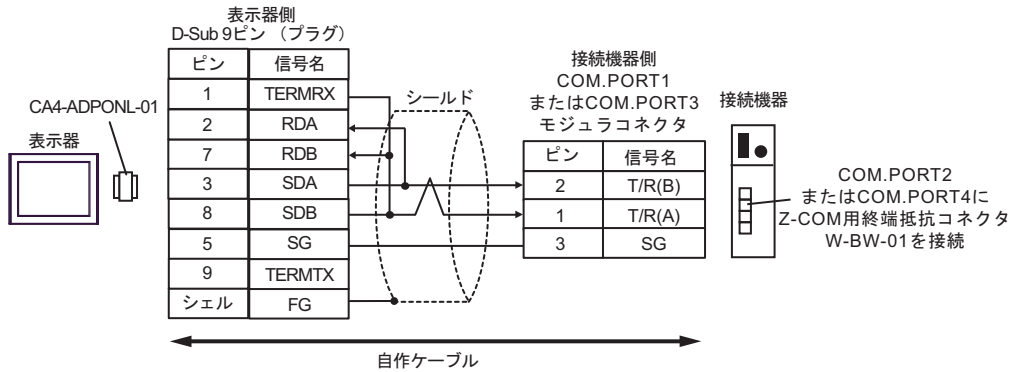 表示器側
D-Sub 9ピン （プラグ）
ピン 信号名
1 TERMRX
2 RDA
7 RDB
3 SDA
8 SDB
5 SG
9 TERMTX
シェル FG
CA4-ADPONL-01
表示器
シールド
接続機器側
COM.PORT1
またはCOM.PORT3
モジュラコネクタ
ピン 信号名
2 T/R(B)
1 T/R(A)
3 SG
接続機器
COM.PORT2
またはCOM.PORT4に
Z-COM用終端抵抗コネクタ
W-BW-01を接続
自作ケーブル